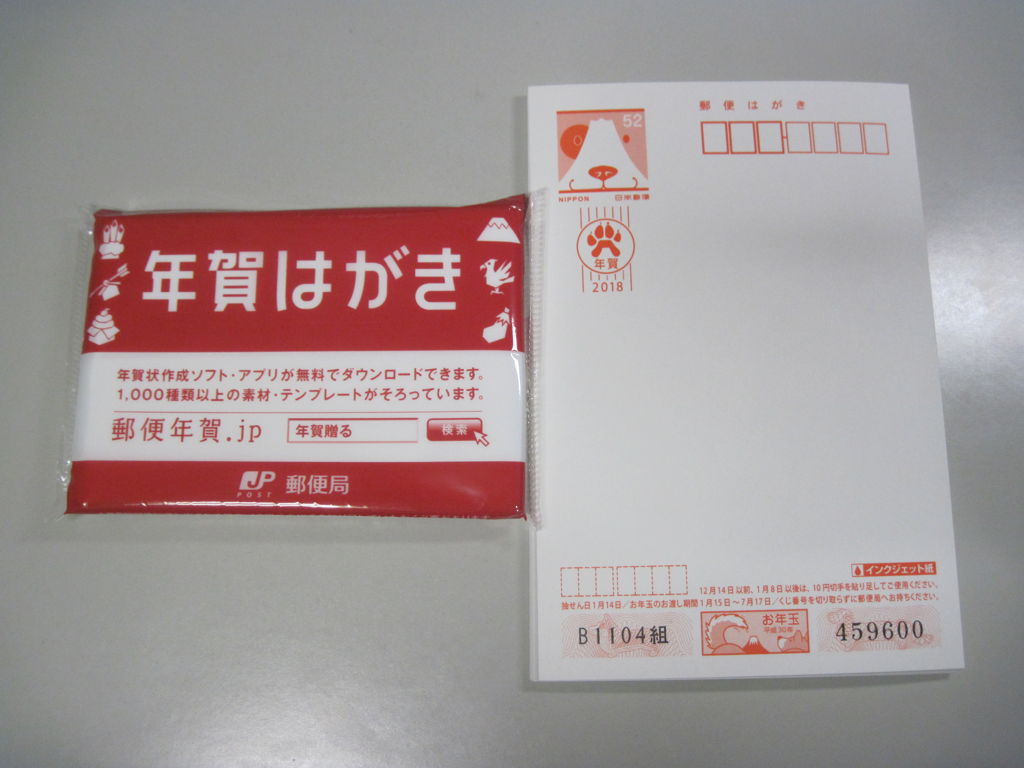 年賀はがき
年賀状作成ソフト・アプリが無料でダウンロードできます。
1,000種類以上の素材・テンプレートがそろっています。
郵便年賀.jp 年賀贈る 検索
JP POST 郵便局
郵便はがき
52
NIPPON 日本郵便
年賀
2018
インクジェット紙
12月14日以前、1月8日以後は、10円切手を貼り足してご使用ください。
抽せん日1月14日/お年玉のお渡し期間1月15日～7月17日/くじ番号を切り取らずに郵便局へお持ちください。
B1104組 お年玉 平成30年 459600